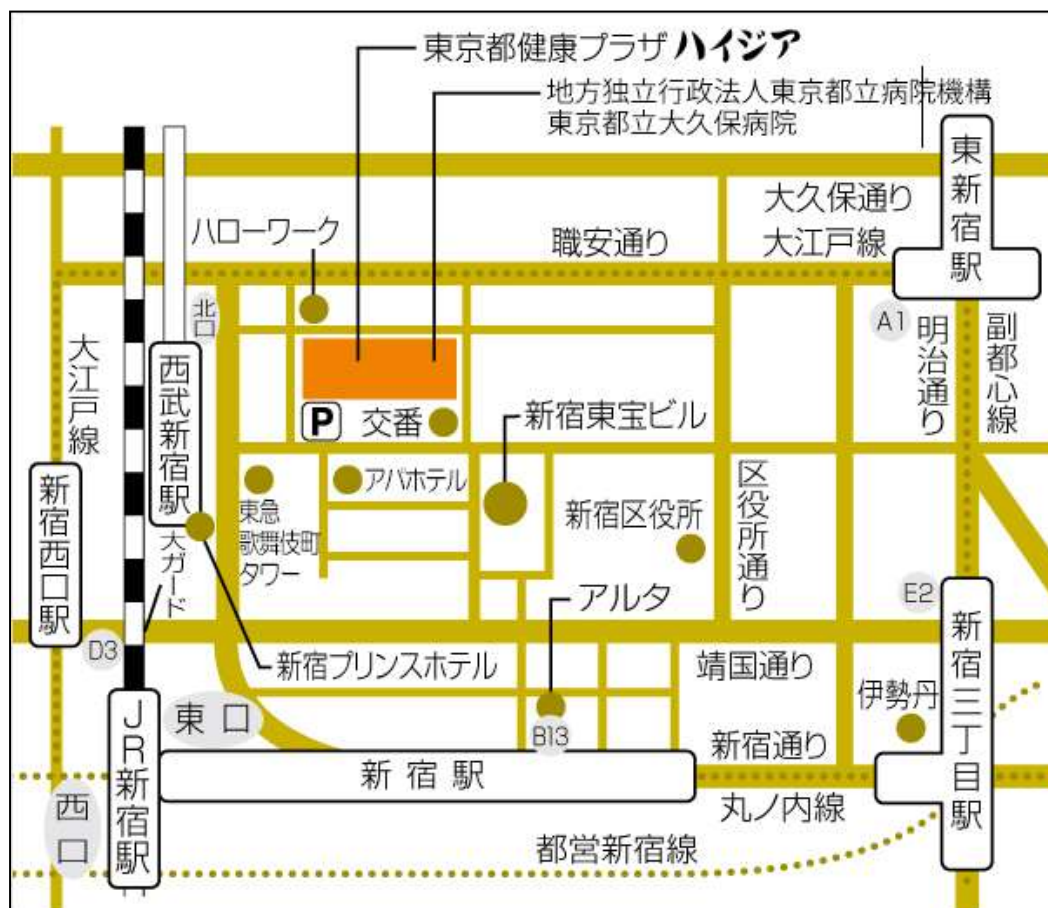 東京都健康プラザ ハイジア
地方独立行政法人東京都立病院機構
東京都立大久保病院
東新宿駅
大久保通り
ハローワーク
職安通り
大江戸線
北口
A1
明治通り
副都心線
大江戸線
西武新宿駅
P
交番
新宿東宝ビル
新宿西口駅
アパホテル
東急
歌舞伎町
タワー
新宿区役所
区役所通り
大ガード
アルタ
E2
D3
新宿プリンスホテル
靖国通り
新宿三丁目駅
伊勢丹
JR新宿駅
東口
B13
新宿通り
新宿駅
西口
丸ノ内線
都営新宿線